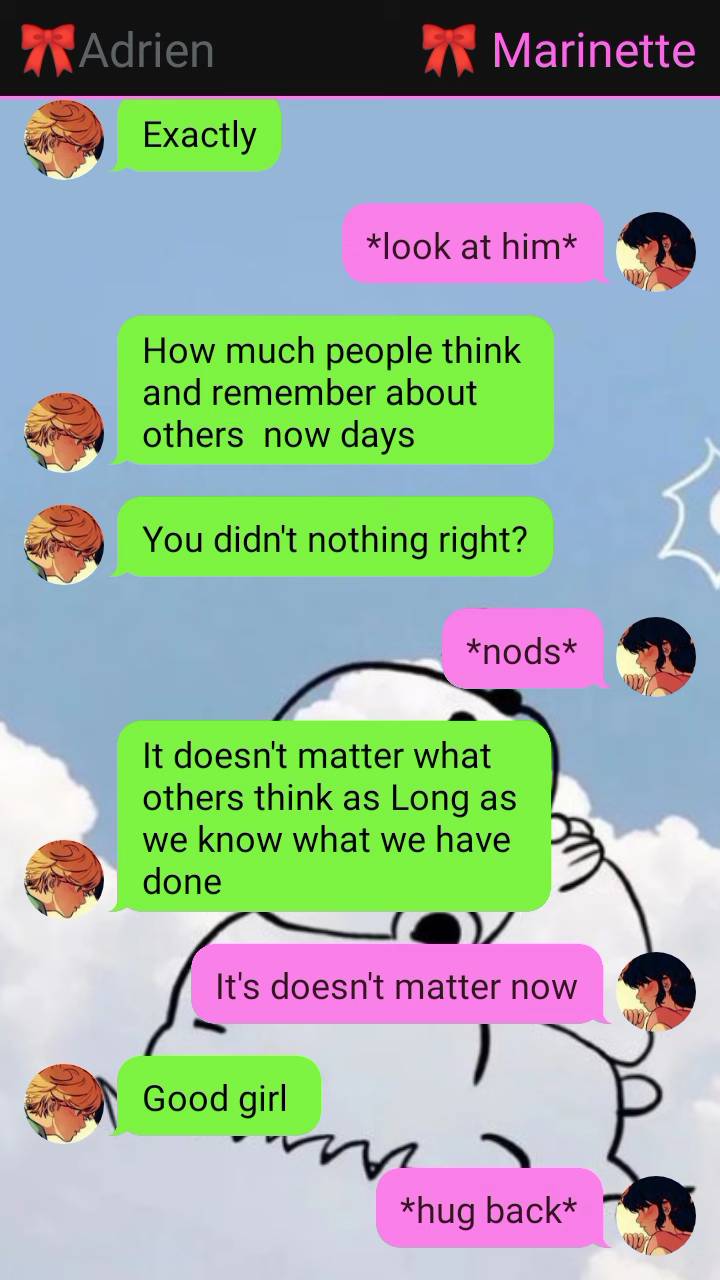 🎀Adrien 🎀 Marinette
Exactly
*look at him*
How much people think
and remember about
others  now days
You didn't nothing right?
*nods*
It doesn't matter what
others think as Long as
we know what we have
done
It's doesn't matter now
Good girl
*hug back*